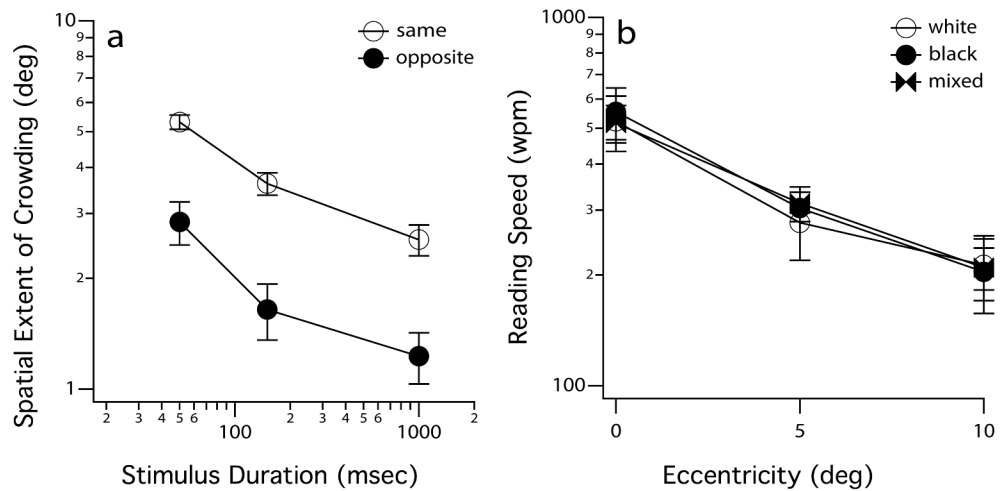 a
same
opposite
Spatial Extent of Crowding (deg)
10
9
8
7
6
5
4
3
2
1
2 3 4 5 6 100 2 3 4 5 6 1000 2
Stimulus Duration (msec)
b
white
black
mixed
Reading Speed (wpm)
1000
9
8
7
6
5
4
3
2
100
0 5 10
Eccentricity (deg)